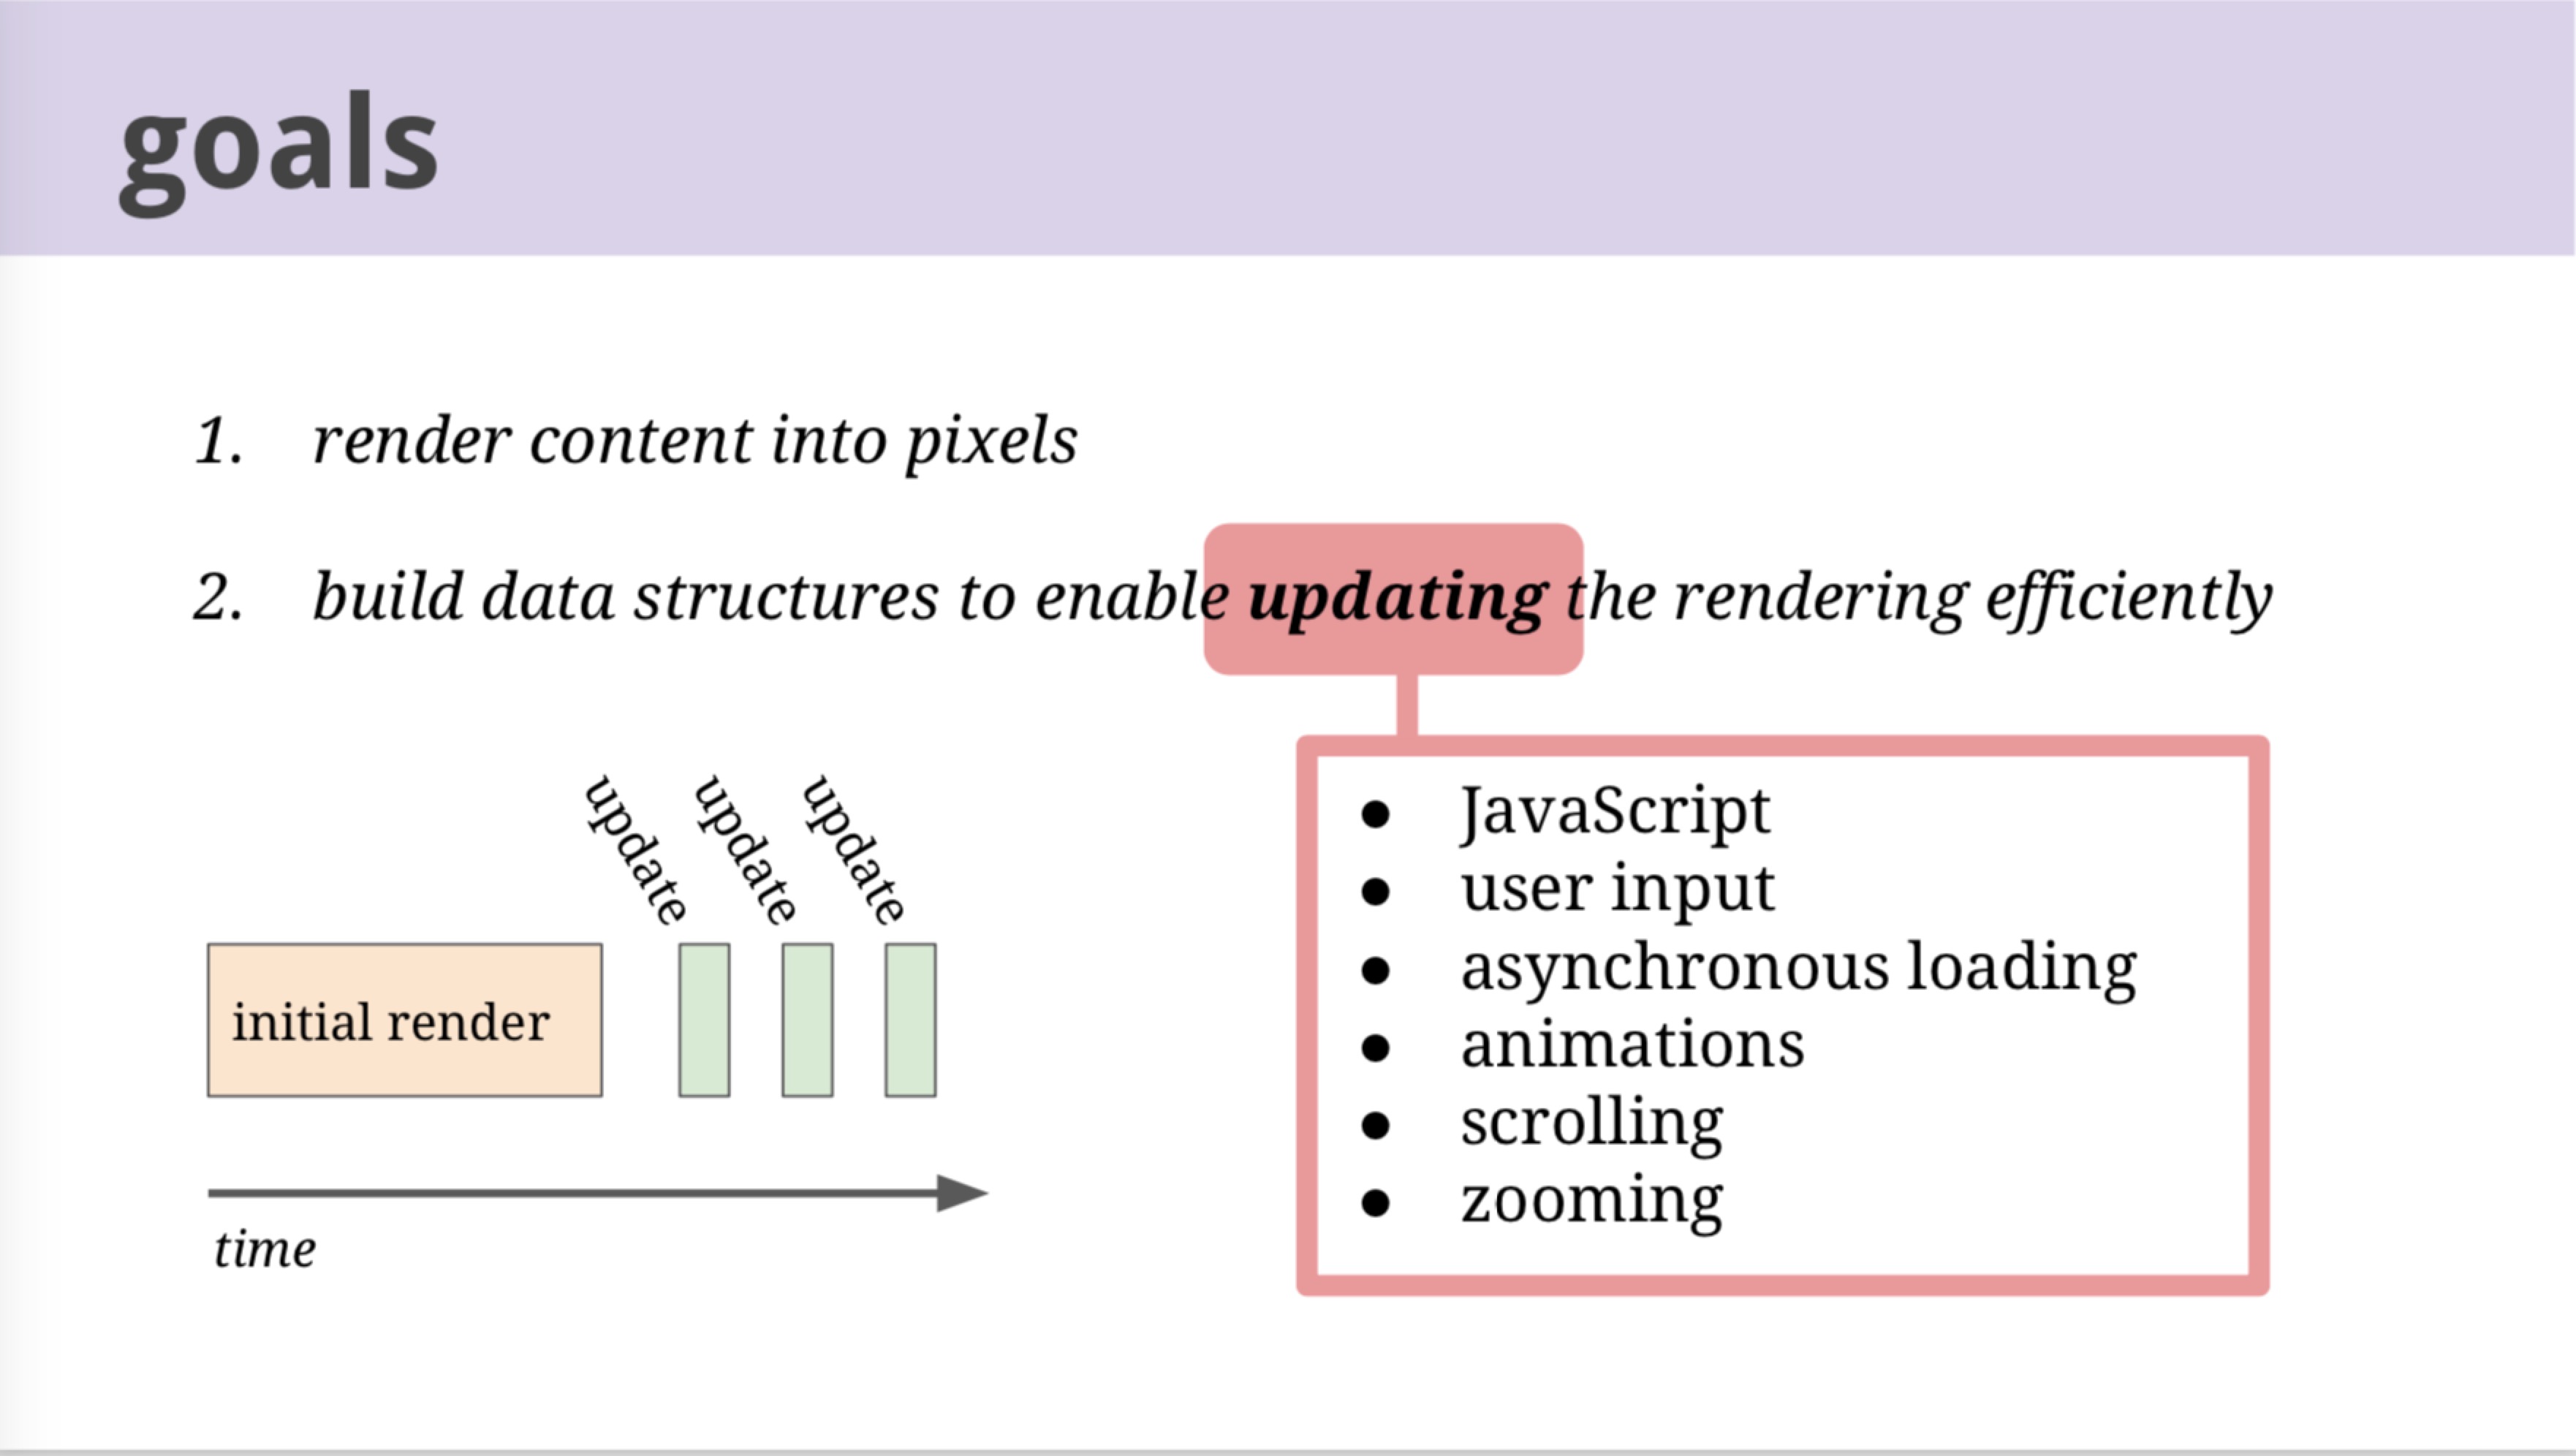 goals
1. render content into pixels
2. build data structures to enable updating the rendering efficiently
update
update
update
initial render
time
● JavaScript
● user input
● asynchronous loading
● animations
● scrolling
● zooming